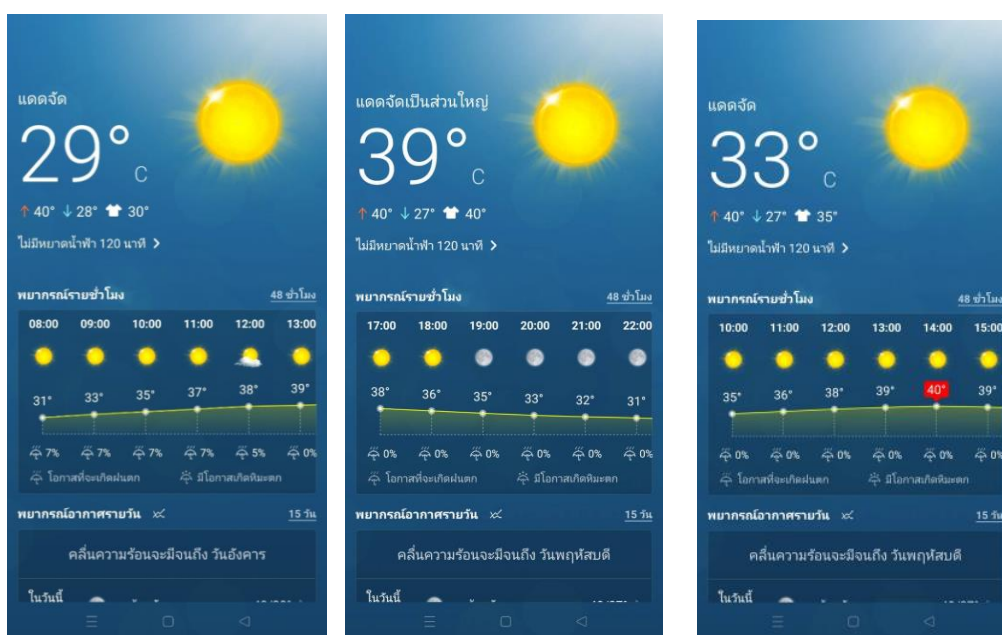 แดดจัด
29° C
↑ 40° ↓ 28° 30°
ไม่มีหยาดน้ำฟ้า 120 นาที >
พยากรณ์รายชั่วโมง 48 ชั่วโมง
08:00 09:00 10:00 11:00 12:00 13:00
31° 33° 35° 37° 38° 39°
7% 7% 7% 7% 5% 0%
โอกาสที่จะเกิดฝนตก มีโอกาสเกิดหิมะตก
พยากรณ์อากาศรายวัน 15 วัน
คลื่นความร้อนจะมีจนถึง วันอังคาร
ในวันนี้
แดดจัดเป็นส่วนใหญ่
39° C
↑ 40° ↓ 27° 40°
ไม่มีหยาดน้ำฟ้า 120 นาที >
พยากรณ์รายชั่วโมง 48 ชั่วโมง
17:00 18:00 19:00 20:00 21:00 22:00
38° 36° 35° 33° 32° 31°
0% 0% 0% 0% 0% 0%
โอกาสที่จะเกิดฝนตก มีโอกาสเกิดหิมะตก
พยากรณ์อากาศรายวัน 15 วัน
คลื่นความร้อนจะมีจนถึง วันพฤหัสบดี
ในวันนี้
แดดจัด
33° C
↑ 40° ↓ 27° 35°
ไม่มีหยาดน้ำฟ้า 120 นาที >
พยากรณ์รายชั่วโมง 48 ชั่วโมง
10:00 11:00 12:00 13:00 14:00 15:00
35° 36° 38° 39° 40° 39°
0% 0% 0% 0% 0% 0%
โอกาสที่จะเกิดฝนตก มีโอกาสเกิดหิมะตก
พยากรณ์อากาศรายวัน 15 วัน
คลื่นความร้อนจะมีจนถึง วันพฤหัสบดี
ในวันนี้